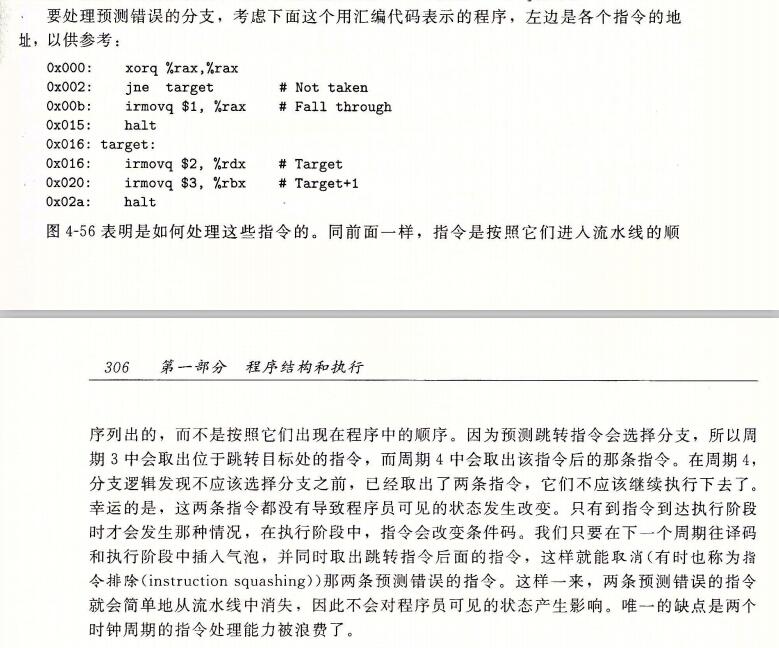 要处理预测错误的分支，考虑下面这个用汇编代码表示的程序，左边是各个指令的地
址，以供参考：
0x000: xorq %rax,%rax
0x002: jne target # Not taken
0x00b: irmovq $1, %rax # Fall through
0x015: halt
0x016: target:
0x016: irmovq $2, %rdx # Target
0x020: irmovq $3, %rbx # Target+1
0x02a: halt
图 4-56 表明是如何处理这些指令的。同前面一样，指令是按照它们进入流水线的顺
306 第一部分 程序结构和执行
序列出的，而不是按照它们出现在程序中的顺序。因为预测跳转指令会选择分支，所以周
期 3 中会取出位于跳转目标处的指令，而周期 4 中会取出该指令后的那条指令。在周期 4，
分支逻辑发现不应该选择分支之前，已经取出了两条指令，它们不应该继续执行下去了。
幸运的是，这两条指令都没有导致程序员可见的状态发生改变。只有到指令到达执行阶段
时才会发生那种情况，在执行阶段中，指令会改变条件码。我们只要在下一个周期往译码
和执行阶段中插入气泡，并同时取出跳转指令后面的指令，这样就能取消(有时也称为指
令排除(instruction squashing))那两条预测错误的指令。这样一来，两条预测错误的指令
就会简单地从流水线中消失，因此不会对程序员可见的状态产生影响。唯一的缺点是两个
时钟周期的指令处理能力被浪费了。